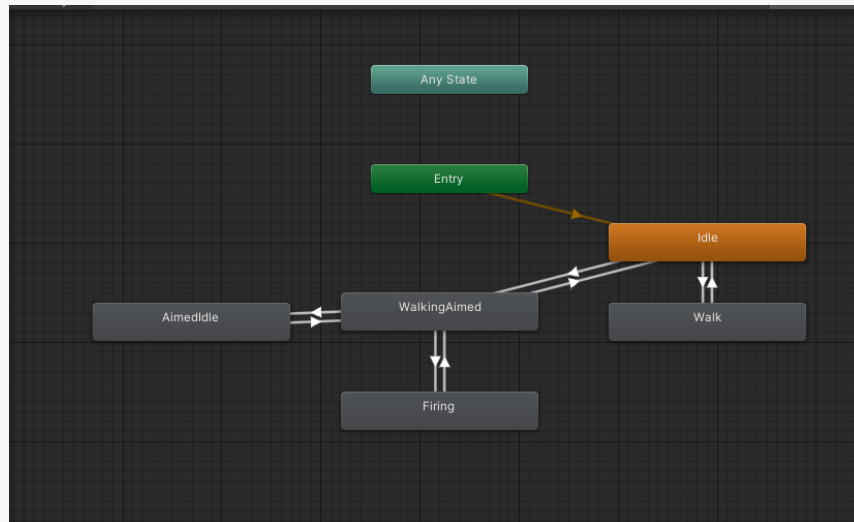 Any State
Entry
Idle
WalkingAimed
AimedIdle
Walk
Firing